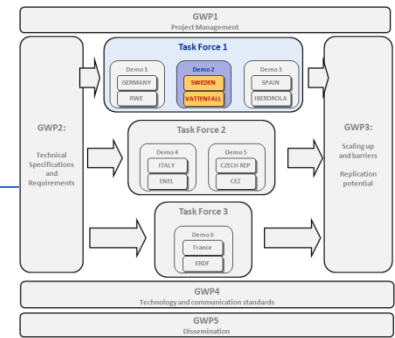 GWP1
Project Management
Task Force 1
Demo 1
GERMANY
RWE
Demo 2
SWEDEN
VATTENFALL
Demo 3
SPAIN
IBERDROLA
GWP2:
Technical
Specifications
and
Requirements
Task Force 2
Demo 4
ITALY
ENEL
Demo 5
CZECH REP
CEZ
GWP3:
Scaling up
and barriers
Replication
potential
Task Force 3
Demo 6
France
ERDF
GWP4
Technology and communication standards
GWP5
Dissemination